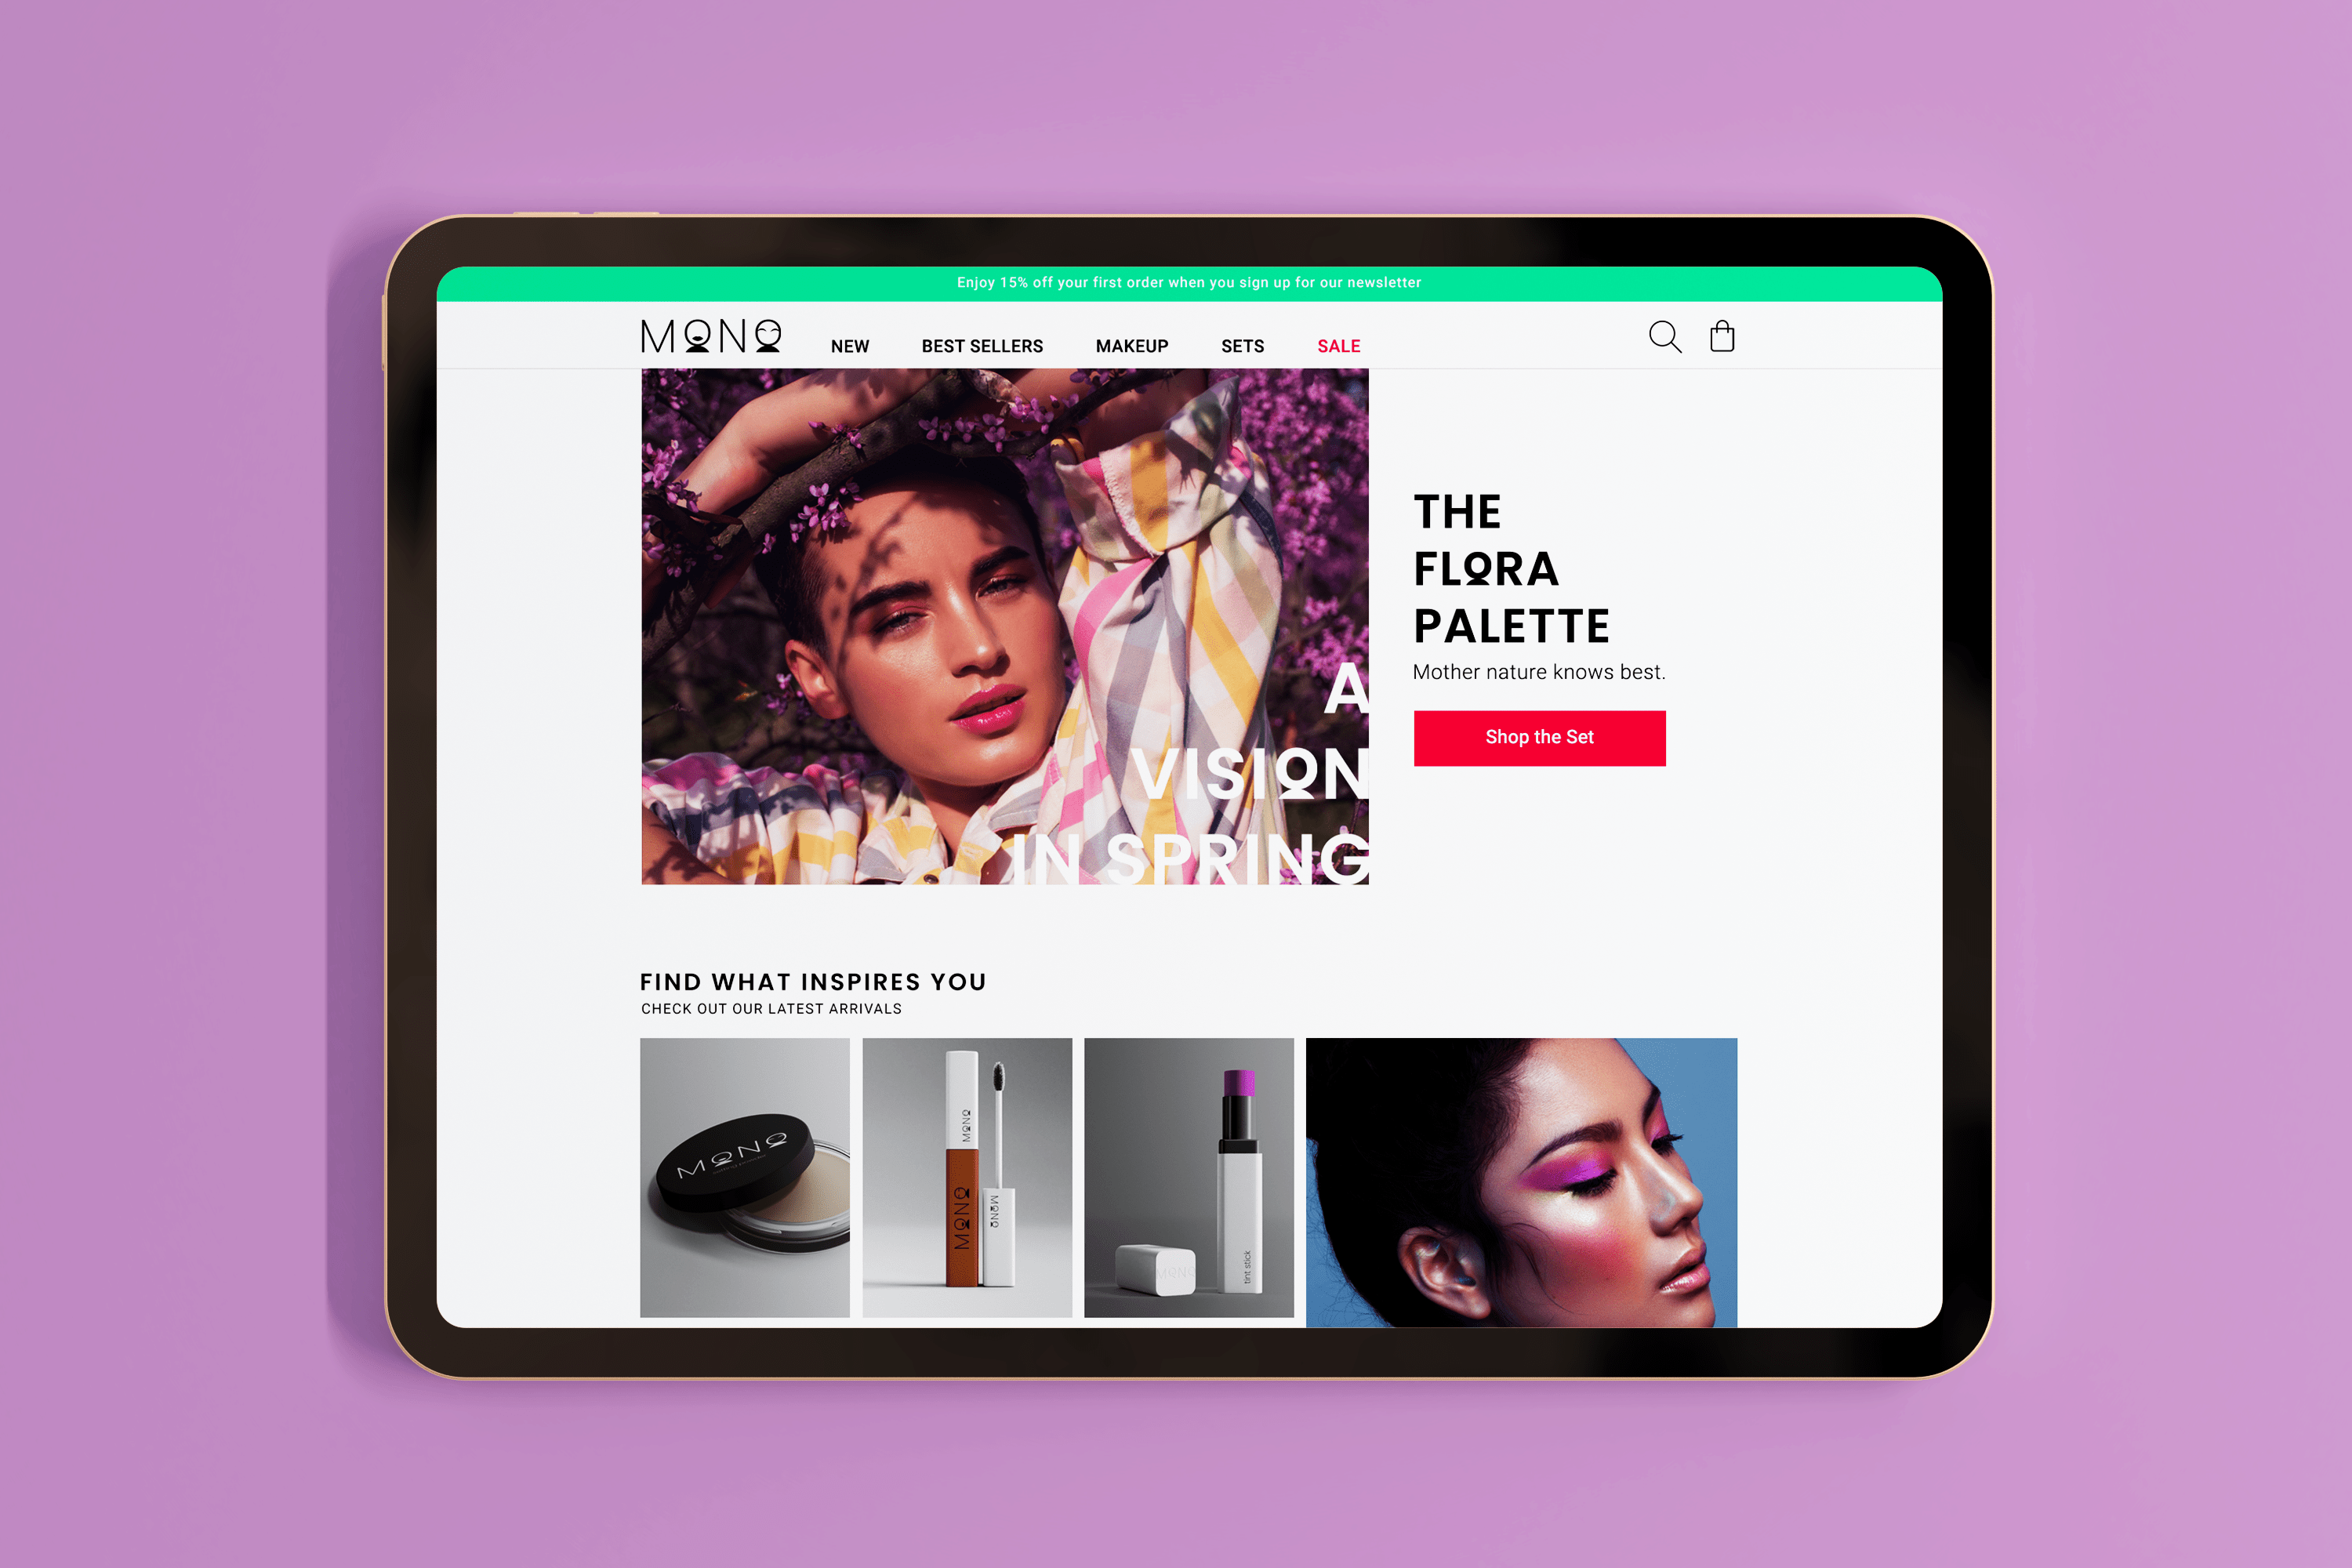 Enjoy 15% off your first order when you sign up for our newsletter
MONO NEW BEST SELLERS MAKEUP SETS SALE
THE
FLORA
PALETTE
Mother nature knows best.
Shop the Set
A
VISION
IN SPRING
FIND WHAT INSPIRES YOU
CHECK OUT OUR LATEST ARRIVALS
MONO
MONO
MONO
MONO
MONO
tint stick